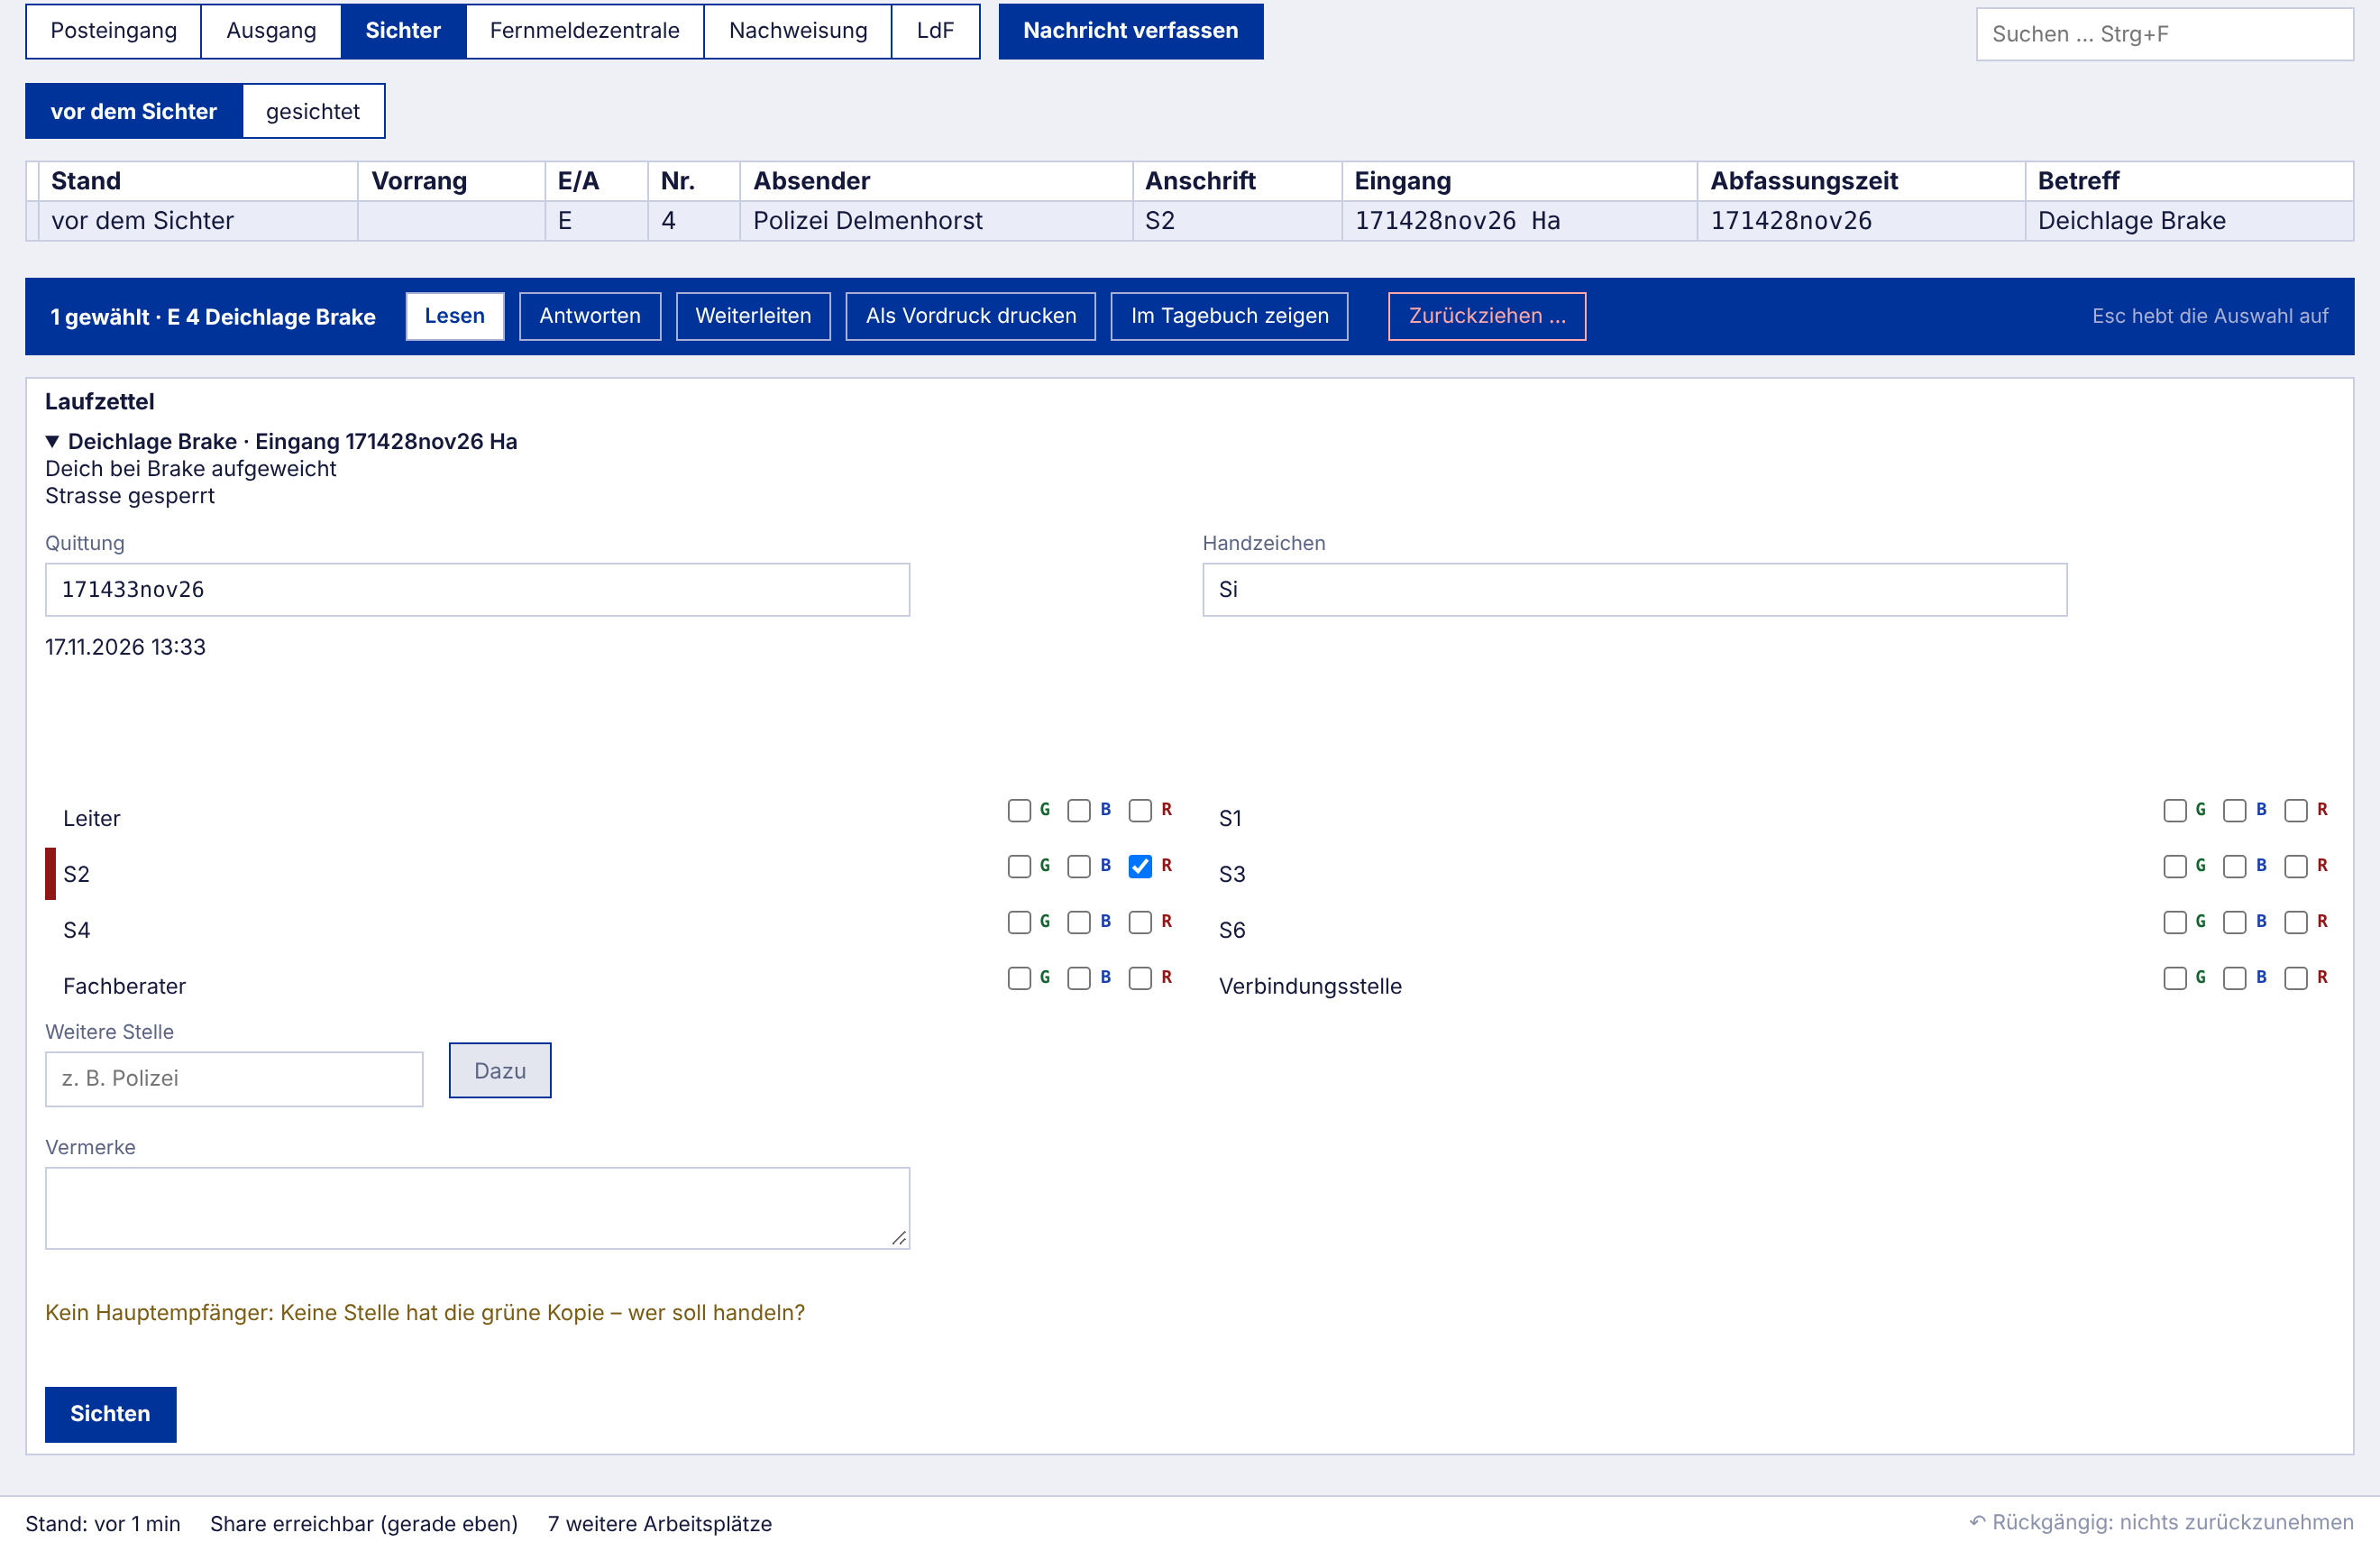 Posteingang Ausgang Sichter Fernmeldezentrale Nachweisung LdF Nachricht verfassen Suchen ... Strg+F
vor dem Sichter gesichtet
Stand Vorrang E/A Nr. Absender Anschrift Eingang Abfassungszeit Betreff
vor dem Sichter E 4 Polizei Delmenhorst S2 171428nov26 Ha 171428nov26 Deichlage Brake
1 gewählt · E 4 Deichlage Brake Lesen Antworten Weiterleiten Als Vordruck drucken Im Tagebuch zeigen Zurückziehen ... Esc hebt die Auswahl auf
Laufzettel
▼ Deichlage Brake · Eingang 171428nov26 Ha
Deich bei Brake aufgeweicht
Strasse gesperrt
Quittung Handzeichen
171433nov26 Si
17.11.2026 13:33
Leiter G B R S1 G B R
S2 G B R S3 G B R
S4 G B R S6 G B R
Fachberater G B R Verbindungsstelle G B R
Weitere Stelle
z. B. Polizei Dazu
Vermerke
Kein Hauptempfänger: Keine Stelle hat die grüne Kopie – wer soll handeln?
Sichten
Stand: vor 1 min Share erreichbar (gerade eben) 7 weitere Arbeitsplätze ↶ Rückgängig: nichts zurückzunehmen